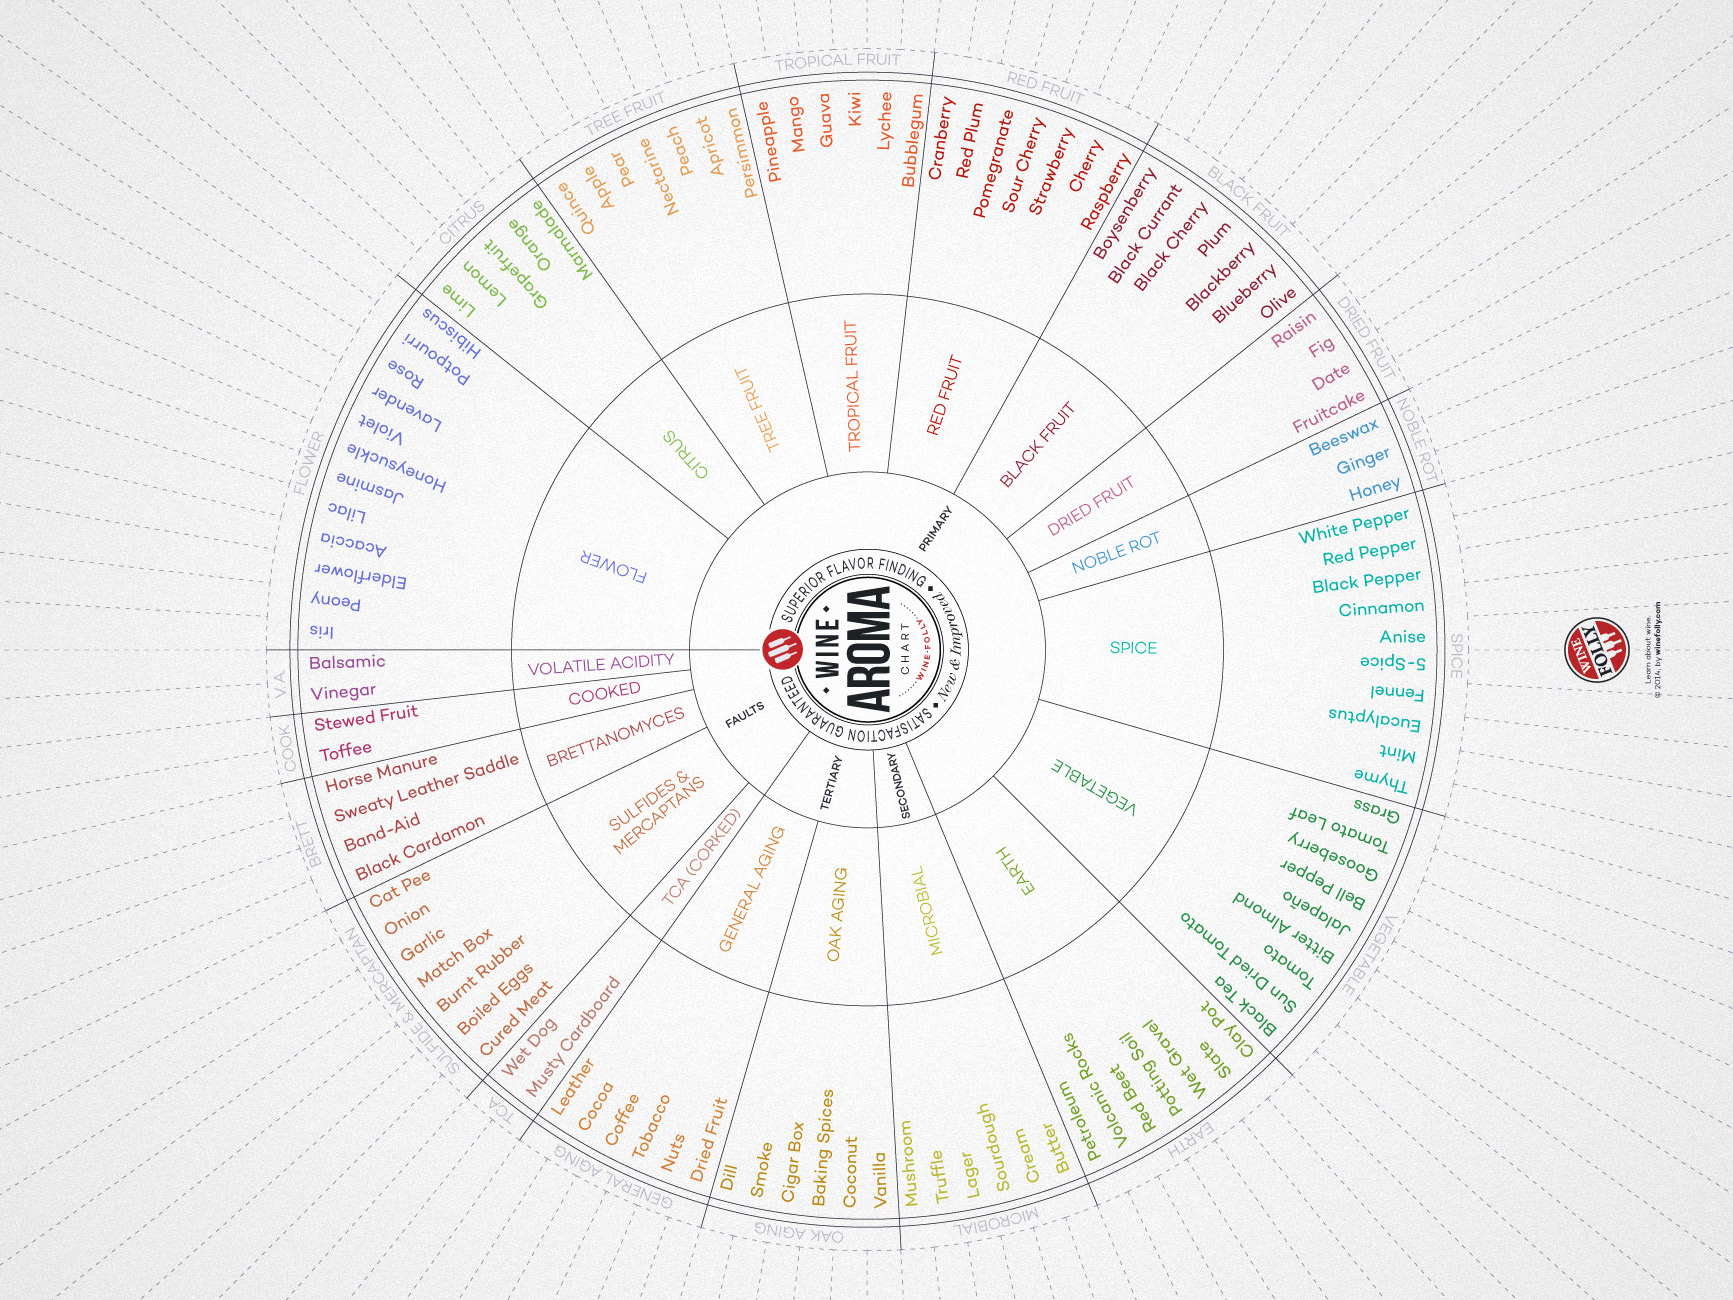 SUPERIOR FLAVOR FINDING
New & Improved
SATISFACTION GUARANTEED
WINE
AROMA
CHART
WINE-FOLLY
PRIMARY
FLOWER
FLOWER
Iris
Peony
Elderflower
Acaccia
Lilac
Jasmine
Honeysuckle
Violet
Lavender
Rose
Potpourri
Hibiscus
CITRUS
CITRUS
Lime
Lemon
Grapefruit
Orange
Marmalade
TREE FRUIT
TREE FRUIT
Quince
Apple
Pear
Nectarine
Peach
Apricot
Persimmon
TROPICAL FRUIT
TROPICAL FRUIT
Pineapple
Mango
Guava
Kiwi
Lychee
Bubblegum
RED FRUIT
RED FRUIT
Cranberry
Red Plum
Pomegranate
Sour Cherry
Strawberry
Cherry
Raspberry
BLACK FRUIT
BLACK FRUIT
Boysenberry
Black Currant
Black Cherry
Plum
Blackberry
Blueberry
Olive
DRIED FRUIT
DRIED FRUIT
Raisin
Fig
Date
Fruitcake
NOBLE ROT
NOBLE ROT
Beeswax
Ginger
Honey
SPICE
SPICE
White Pepper
Red Pepper
Black Pepper
Cinnamon
Anise
5-Spice
Fennel
Eucalyptus
Mint
Thyme
VEGETABLE
VEGETABLE
Grass
Tomato Leaf
Gooseberry
Bell Pepper
Jalapeño
Bitter Almond
Tomato
Sun Dried Tomato
Black Tea
EARTH
EARTH
Clay Pot
Slate
Wet Gravel
Potting Soil
Red Beet
Volcanic Rocks
Petroleum
SECONDARY
MICROBIAL
MICROBIAL
Butter
Cream
Sourdough
Lager
Truffle
Mushroom
TERTIARY
OAK AGING
OAK AGING
Vanilla
Coconut
Baking Spices
Cigar Box
Smoke
Dill
GENERAL AGING
GENERAL AGING
Dried Fruit
Nuts
Tobacco
Coffee
Cocoa
Leather
FAULTS
TCA (CORKED)
TCA
Musty Cardboard
Wet Dog
SULFIDES &
MERCAPTANS
SULFIDE & MERCAPTAN
Cured Meat
Boiled Eggs
Burnt Rubber
Match Box
Garlic
Onion
Cat Pee
BRETTANOMYCES
BRETT
Black Cardamon
Band-Aid
Sweaty Leather Saddle
Horse Manure
COOKED
COOK
Toffee
Stewed Fruit
VOLATILE ACIDITY
V.A.
Vinegar
Balsamic
WINE
FOLLY
Learn about wine.
© 2014, by winefolly.com